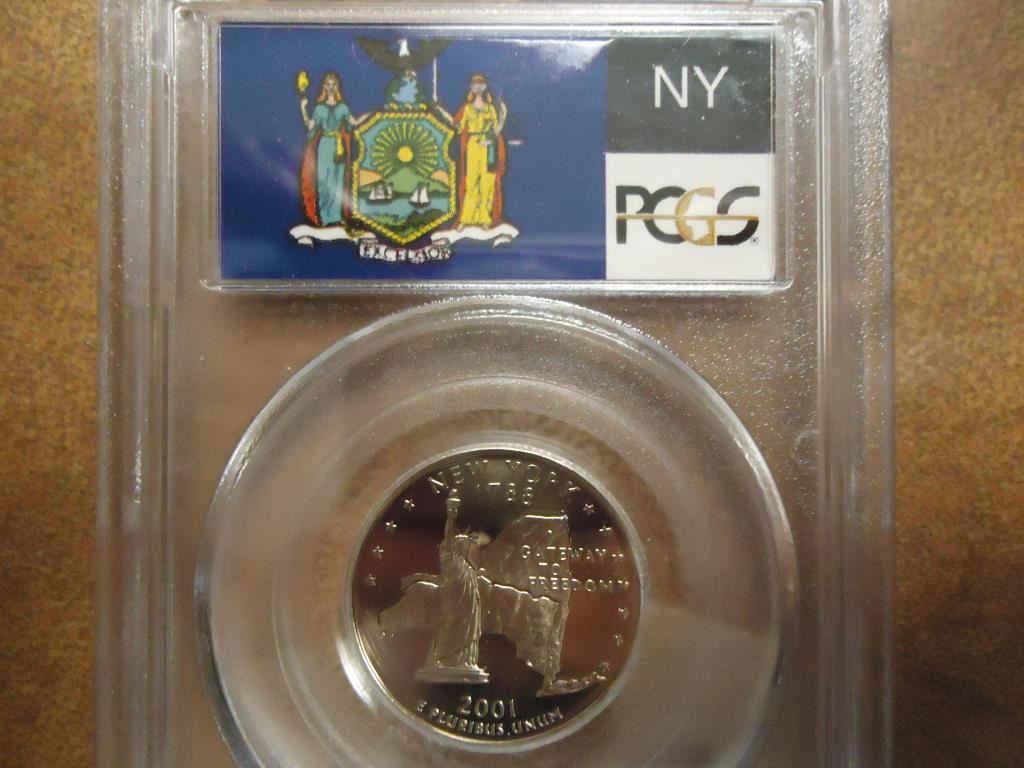 NY
PCGS
EXCELSIOR
NEW YORK
1788
GATEWAY
TO
FREEDOM
2001
E PLURIBUS UNUM